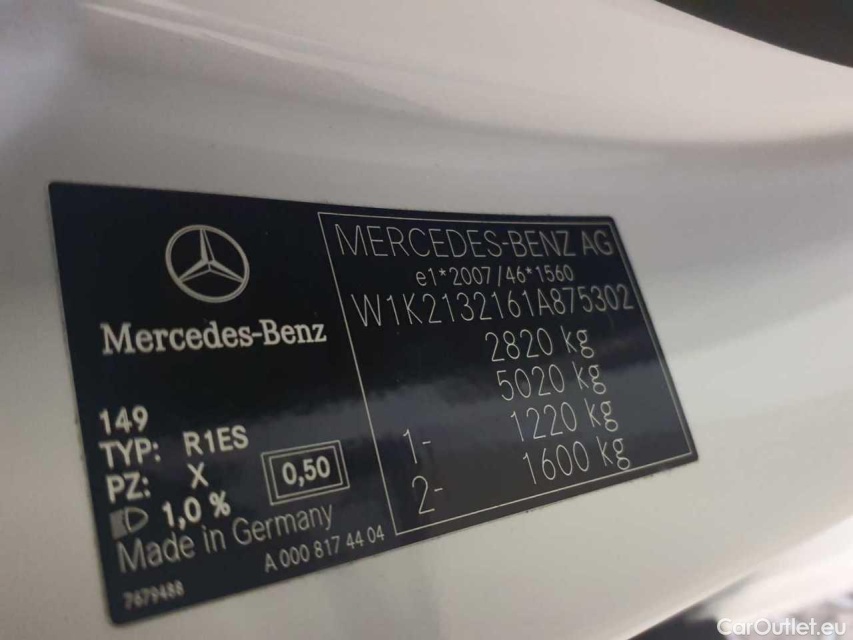 Mercedes-Benz
149
TYP: R1ES
PZ: X
0,50
1,0 %
Made in Germany
A 000 817 44 04
7679488
MERCEDES-BENZ AG
e1*2007/46*1560
W1K2132161A875302
2820 kg
5020 kg
1- 1220 kg
2- 1600 kg
CarOutlet.eu